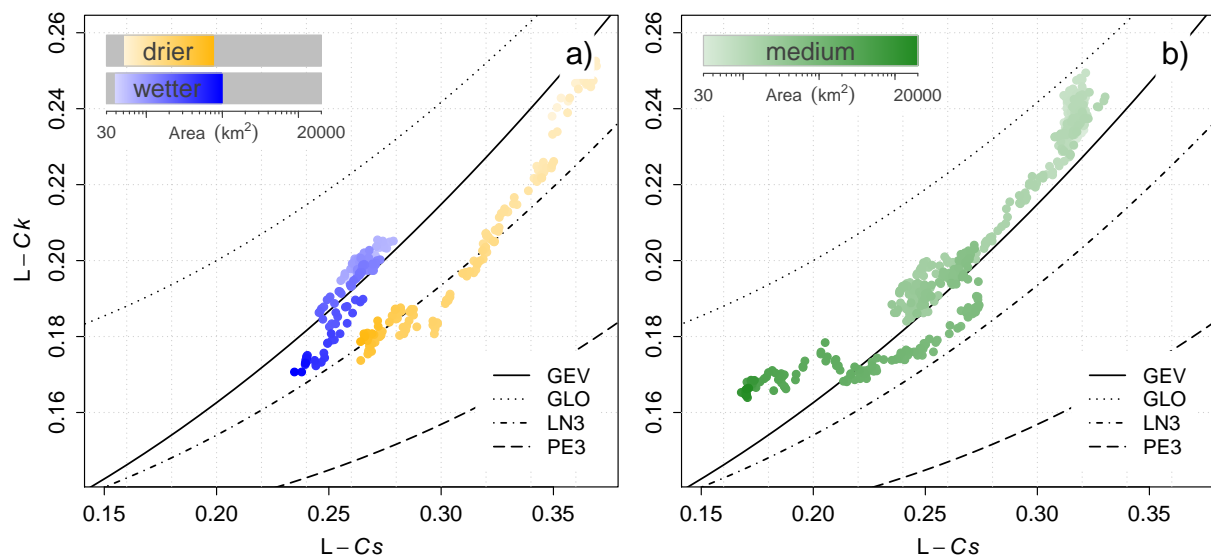 a)
drier
wetter
30 Area (km²) 20000
L−Ck
0.16 0.18 0.20 0.22 0.24 0.26
GEV
GLO
LN3
PE3
0.15 0.20 0.25 0.30 0.35
L−Cs
b)
medium
30 Area (km²) 20000
0.16 0.18 0.20 0.22 0.24 0.26
GEV
GLO
LN3
PE3
0.15 0.20 0.25 0.30 0.35
L−Cs